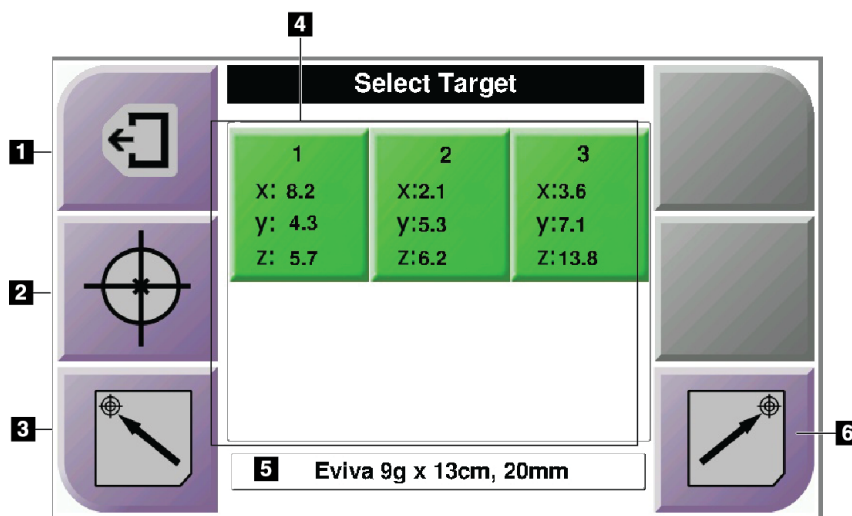 4
Select Target
1
1 2 3
x: 8.2 x:2.1 x:3.6
y: 4.3 y:5.3 y:7.1
z: 5.7 z:6.2 z:13.8
2
3
6
5 Eviva 9g x 13cm, 20mm